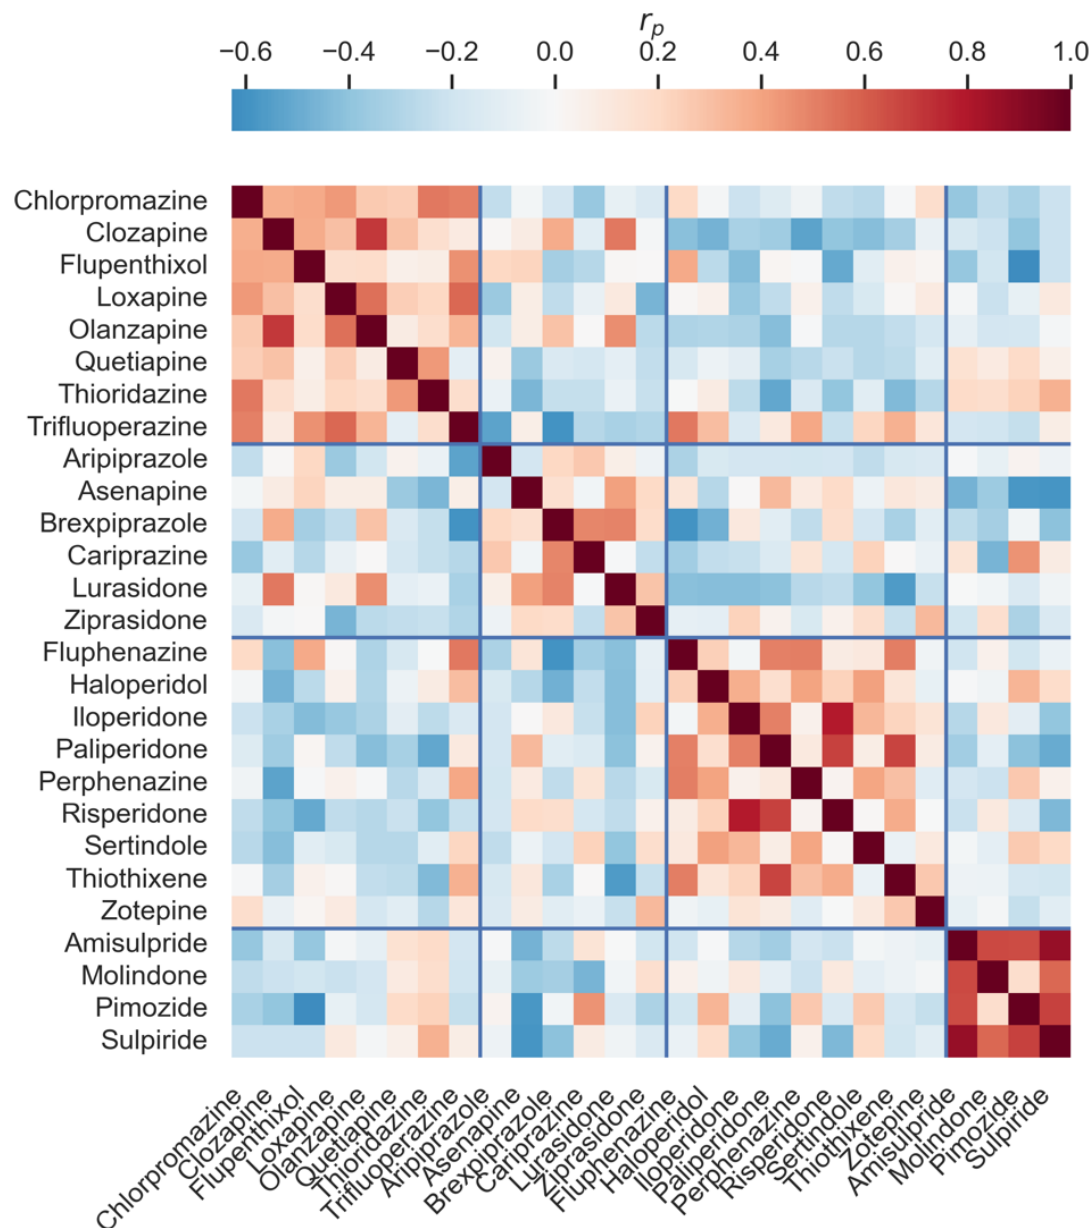 r_p
−0.6 −0.4 −0.2 0.0 0.2 0.4 0.6 0.8 1.0
Chlorpromazine
Clozapine
Flupenthixol
Loxapine
Olanzapine
Quetiapine
Thioridazine
Trifluoperazine
Aripiprazole
Asenapine
Brexpiprazole
Cariprazine
Lurasidone
Ziprasidone
Fluphenazine
Haloperidol
Iloperidone
Paliperidone
Perphenazine
Risperidone
Sertindole
Thiothixene
Zotepine
Amisulpride
Molindone
Pimozide
Sulpiride
Chlorpromazine
Clozapine
Flupenthixol
Loxapine
Olanzapine
Quetiapine
Thioridazine
Trifluoperazine
Aripiprazole
Asenapine
Brexpiprazole
Cariprazine
Lurasidone
Ziprasidone
Fluphenazine
Haloperidol
Iloperidone
Paliperidone
Perphenazine
Risperidone
Sertindole
Thiothixene
Zotepine
Amisulpride
Molindone
Pimozide
Sulpiride